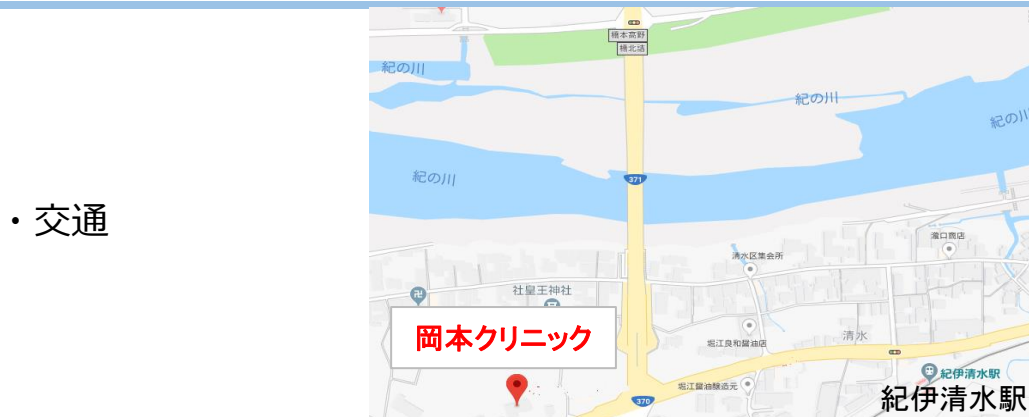 ・交通
橋本高野
橋北詰
紀の川
紀の川
紀の川
紀の川
371
清水区集会所
瀧口商店
社皇王神社
岡本クリニック
堀江良和醤油店
清水
堀江醤油醸造元
370
紀伊清水駅
紀伊清水駅